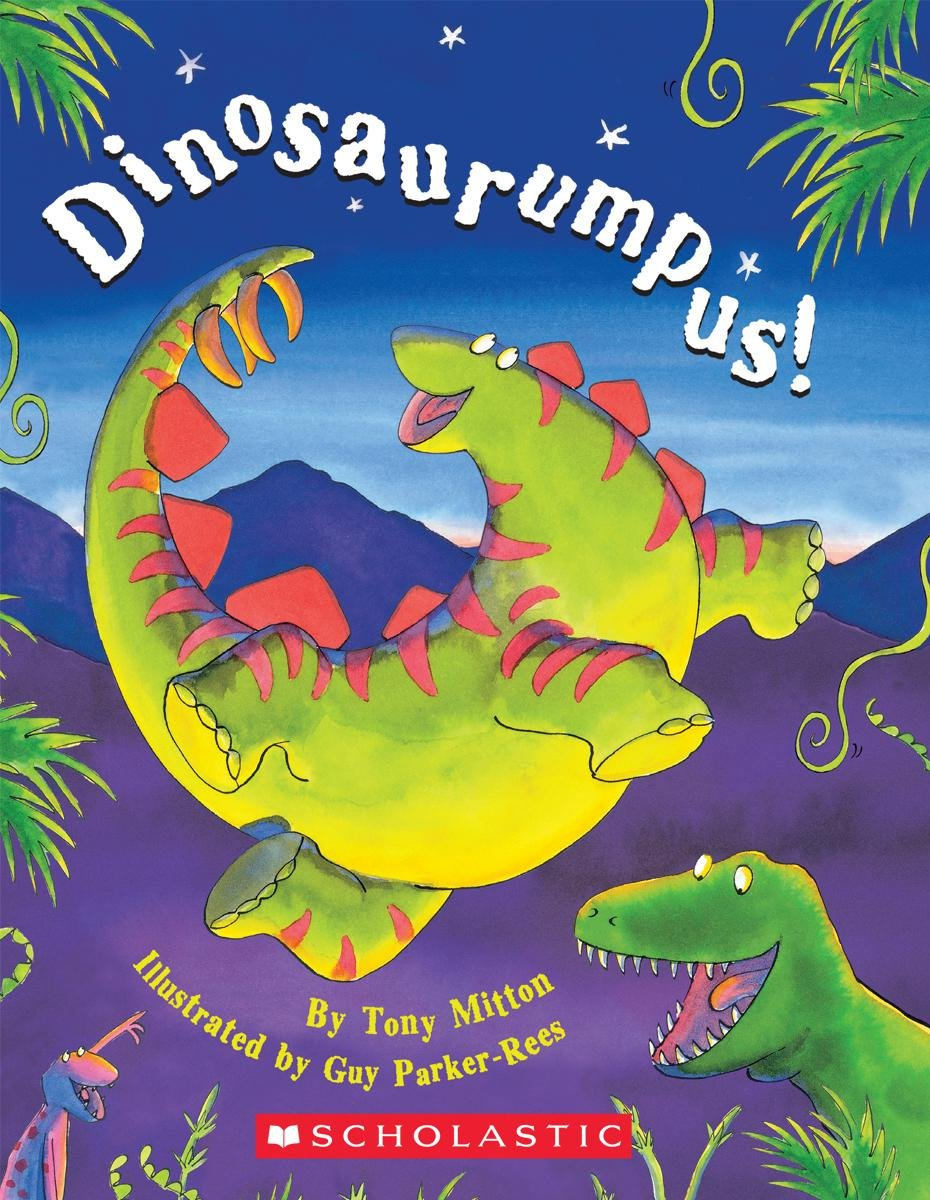 Dinosaurumpus!
By Tony Mitton
Illustrated by Guy Parker-Rees
SCHOLASTIC